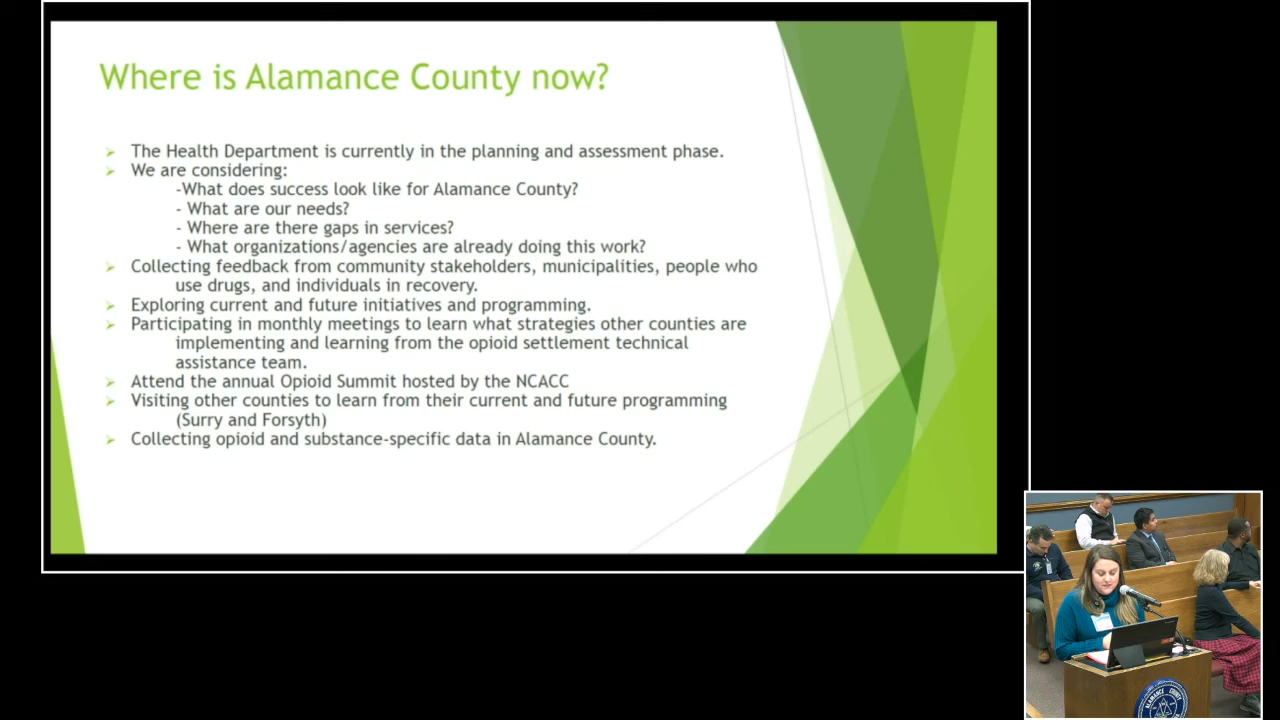 Where is Alamance County now?
The Health Department is currently in the planning and assessment phase.
We are considering:
-What does success look like for Alamance County?
- What are our needs?
- Where are there gaps in services?
- What organizations/agencies are already doing this work?
Collecting feedback from community stakeholders, municipalities, people who
use drugs, and individuals in recovery.
Exploring current and future initiatives and programming.
Participating in monthly meetings to learn what strategies other counties are
implementing and learning from the opioid settlement technical
assistance team.
Attend the annual Opioid Summit hosted by the NCACC
Visiting other counties to learn from their current and future programming
(Surry and Forsyth)
Collecting opioid and substance-specific data in Alamance County.
ALAMANCE COUNTY